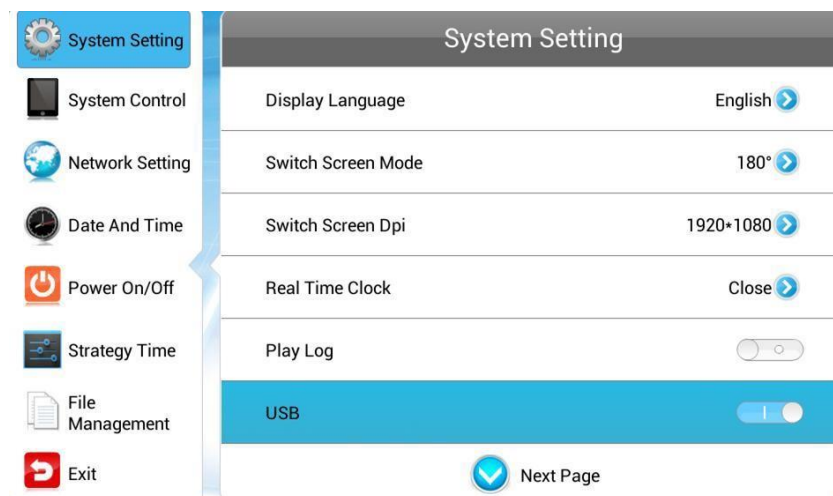 System Setting
System Control
Network Setting
Date And Time
Power On/Off
Strategy Time
File
Management
Exit
System Setting
Display Language English
Switch Screen Mode 180°
Switch Screen Dpi 1920*1080
Real Time Clock Close
Play Log
USB
Next Page